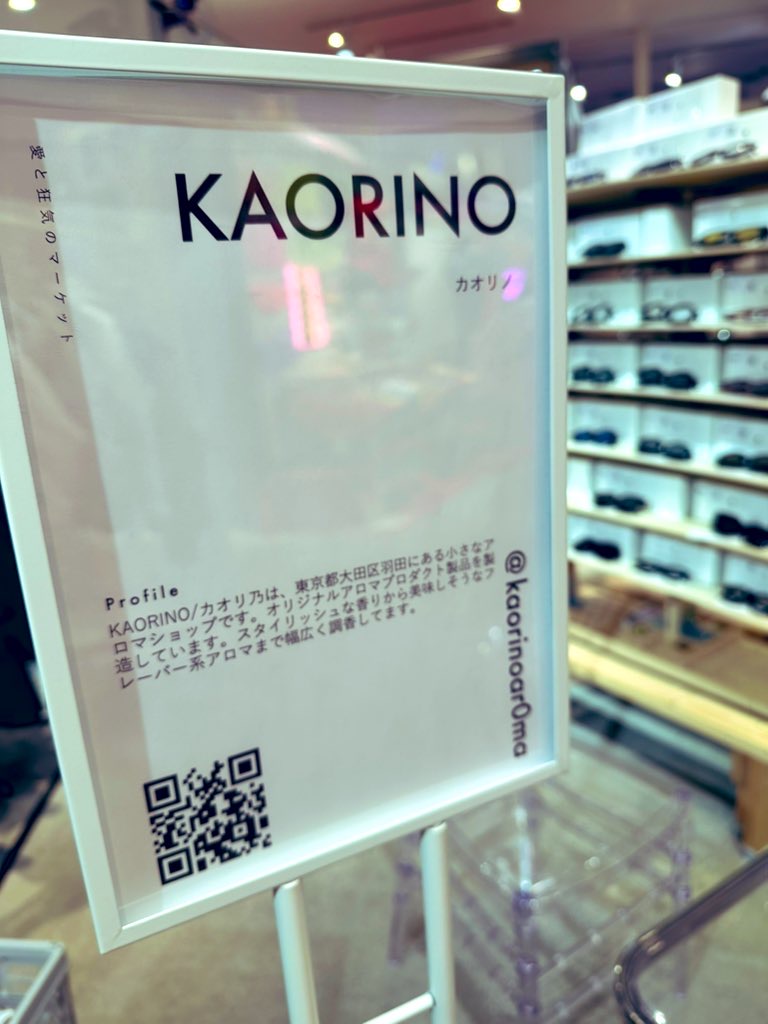 愛と狂気のマーケット
KAORINO
カオリノ
Profile
KAORINO/カオリ乃は、東京都大田区羽田にある小さなア
ロマショップです。オリジナルアロマプロダクト製品を製
造しています。スタイリッシュな香りから美味しそうなフ
レーバー系アロマまで幅広く調香してます。
@kaorinoar0ma